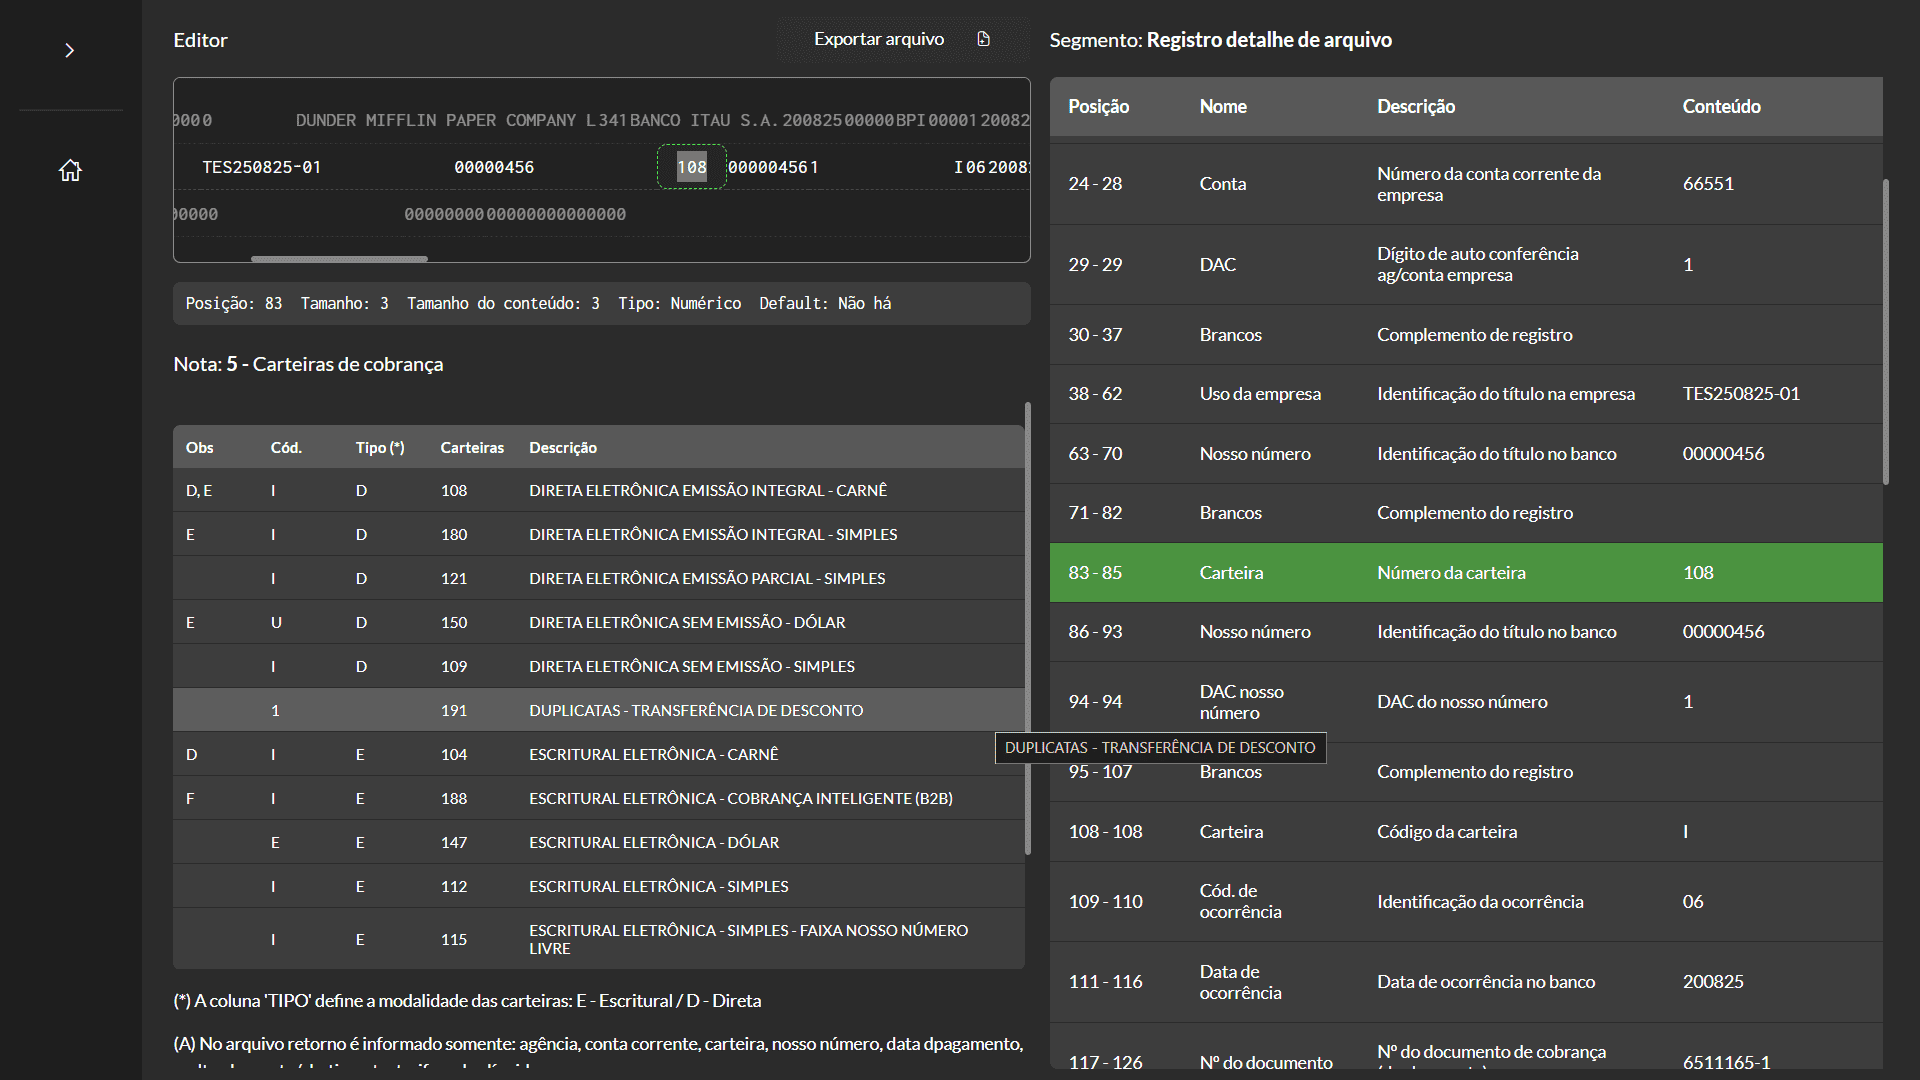 Editor
Exportar arquivo
0000 DUNDER MIFFLIN PAPER COMPANY L341BANCO ITAU S.A.20082500000BPI0000120082
TES250825-01 00000456 108 000004561 I0620082
00000 0000000000000000000000
Posição: 83 Tamanho: 3 Tamanho do conteúdo: 3 Tipo: Numérico Default: Não há
Nota: 5 - Carteiras de cobrança
Obs Cód. Tipo (*) Carteiras Descrição
D, E I D 108 DIRETA ELETRÔNICA EMISSÃO INTEGRAL - CARNÊ
E I D 180 DIRETA ELETRÔNICA EMISSÃO INTEGRAL - SIMPLES
I D 121 DIRETA ELETRÔNICA EMISSÃO PARCIAL - SIMPLES
E U D 150 DIRETA ELETRÔNICA SEM EMISSÃO - DÓLAR
I D 109 DIRETA ELETRÔNICA SEM EMISSÃO - SIMPLES
1 191 DUPLICATAS - TRANSFERÊNCIA DE DESCONTO
D I E 104 ESCRITURAL ELETRÔNICA - CARNÊ
F I E 188 ESCRITURAL ELETRÔNICA - COBRANÇA INTELIGENTE (B2B)
E E 147 ESCRITURAL ELETRÔNICA - DÓLAR
I E 112 ESCRITURAL ELETRÔNICA - SIMPLES
I E 115 ESCRITURAL ELETRÔNICA - SIMPLES - FAIXA NOSSO NÚMERO
LIVRE
(*) A coluna 'TIPO' define a modalidade das carteiras: E - Escritural / D - Direta
(A) No arquivo retorno é informado somente: agência, conta corrente, carteira, nosso número, data dpagamento,
Segmento: Registro detalhe de arquivo
Posição Nome Descrição Conteúdo
24 - 28 Conta Número da conta corrente da
empresa 66551
29 - 29 DAC Dígito de auto conferência
ag/conta empresa 1
30 - 37 Brancos Complemento de registro
38 - 62 Uso da empresa Identificação do título na empresa TES250825-01
63 - 70 Nosso número Identificação do título no banco 00000456
71 - 82 Brancos Complemento do registro
83 - 85 Carteira Número da carteira 108
86 - 93 Nosso número Identificação do título no banco 00000456
94 - 94 DAC nosso
número DAC do nosso número 1
DUPLICATAS - TRANSFERÊNCIA DE DESCONTO
95 - 107 Brancos Complemento do registro
108 - 108 Carteira Código da carteira I
109 - 110 Cód. de
ocorrência Identificação da ocorrência 06
111 - 116 Data de
ocorrência Data de ocorrência no banco 200825
117 - 126 Nº do documento Nº do documento de cobrança 6511165-1